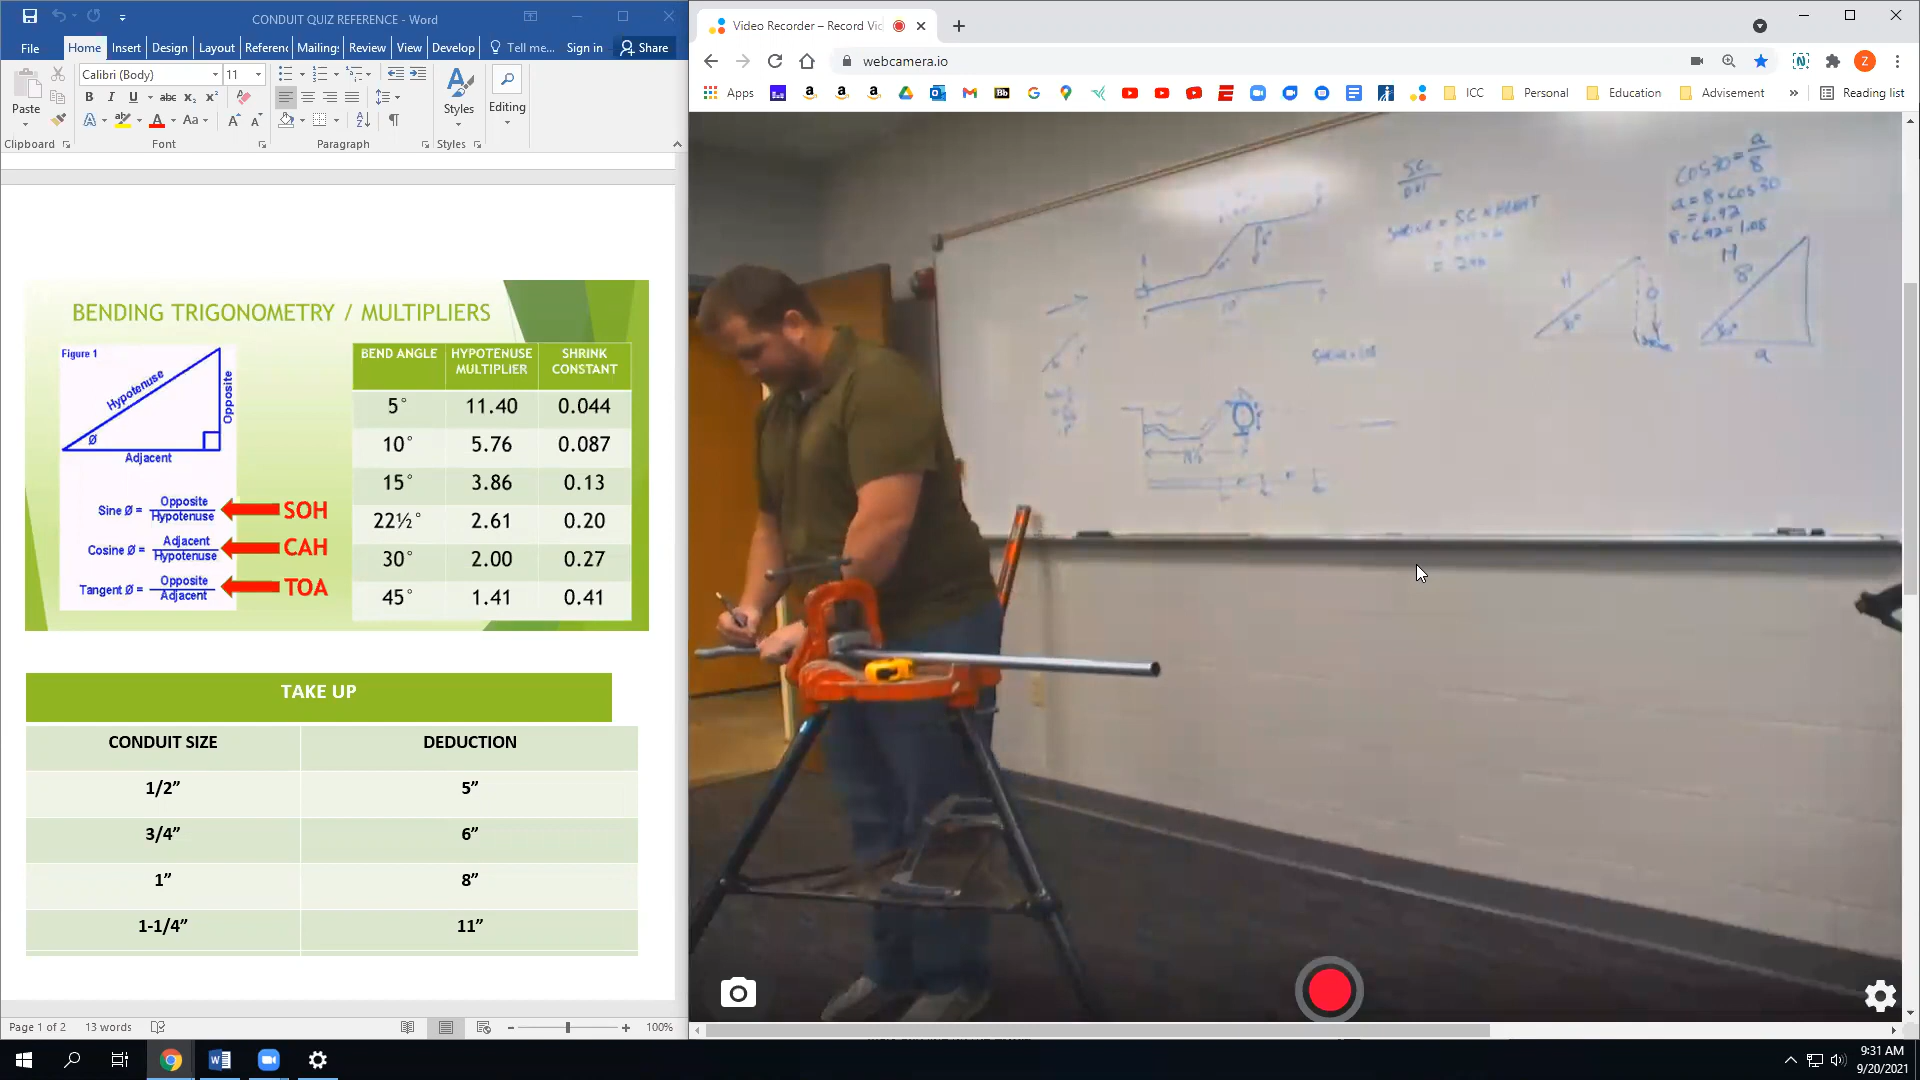 CONDUIT QUIZ REFERENCE - Word
File Home Insert Design Layout Referenc Mailings Review View Develop Tell me... Sign in Share
Calibri (Body) 11
Paste
Styles
Editing
Clipboard Font Paragraph Styles
BENDING TRIGONOMETRY / MULTIPLIERS
Figure 1
Hypotenuse
Opposite
Ø
Adjacent
Sine Ø = Opposite
Hypotenuse
SOH
Cosine Ø = Adjacent
Hypotenuse
CAH
Tangent Ø = Opposite
Adjacent
TOA
BEND ANGLE HYPOTENUSE MULTIPLIER SHRINK CONSTANT
5° 11.40 0.044
10° 5.76 0.087
15° 3.86 0.13
22½° 2.61 0.20
30° 2.00 0.27
45° 1.41 0.41
TAKE UP
CONDUIT SIZE DEDUCTION
1/2” 5”
3/4” 6”
1” 8”
1-1/4” 11”
Page 1 of 2 13 words 100%
Video Recorder – Record Vid
webcamera.io
Apps ICC Personal Education Advisement » Reading list
cos30 = a
8
a = 8 · cos30
= 6.92
8 - 6.92 = 1.08
H
8
30°
a
H
30°
9:31 AM
9/20/2021